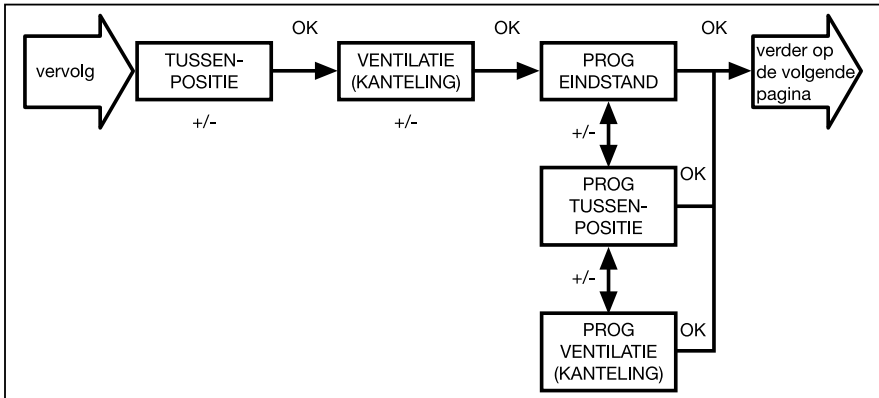 vervolg
TUSSEN-
POSITIE
+/-
OK
VENTILATIE
(KANTELING)
+/-
OK
PROG
EINDSTAND
OK
verder op
de volgende
pagina
+/-
PROG
TUSSEN-
POSITIE
OK
+/-
PROG
VENTILATIE
(KANTELING)
OK